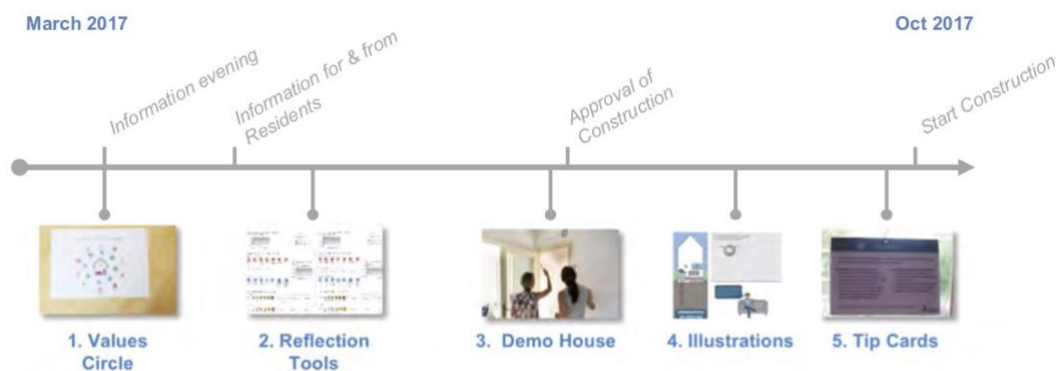 March 2017
Oct 2017
Information evening
Information for & from
Residents
Approval of
Construction
Start Construction
1. Values
Circle
2. Reflection
Tools
3. Demo House
4. Illustrations
5. Tip Cards